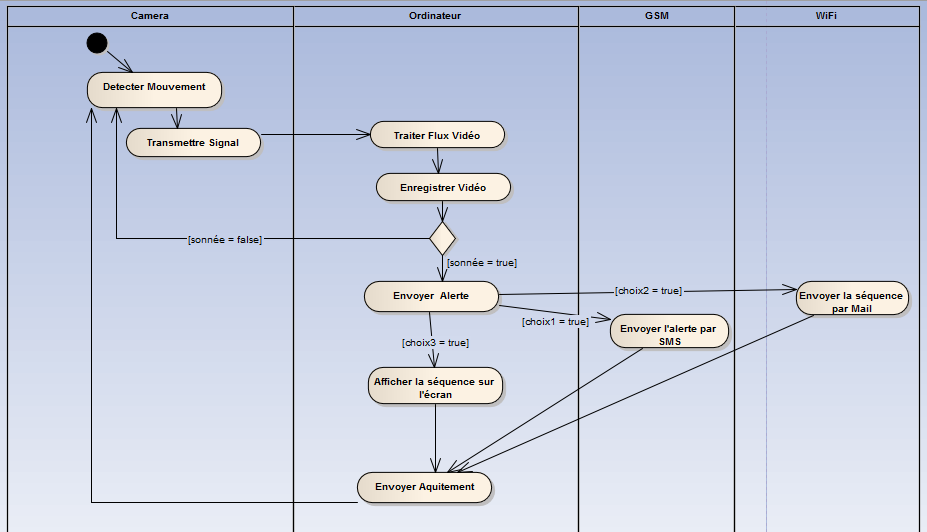 Camera
Ordinateur
GSM
WiFi
Detecter Mouvement
Transmettre Signal
Traiter Flux Vidéo
Enregistrer Vidéo
[sonnée = false]
[sonnée = true]
Envoyer Alerte
[choix2 = true]
Envoyer la séquence
par Mail
[choix1 = true]
Envoyer l'alerte par
SMS
[choix3 = true]
Afficher la séquence sur
l'écran
Envoyer Aquitement